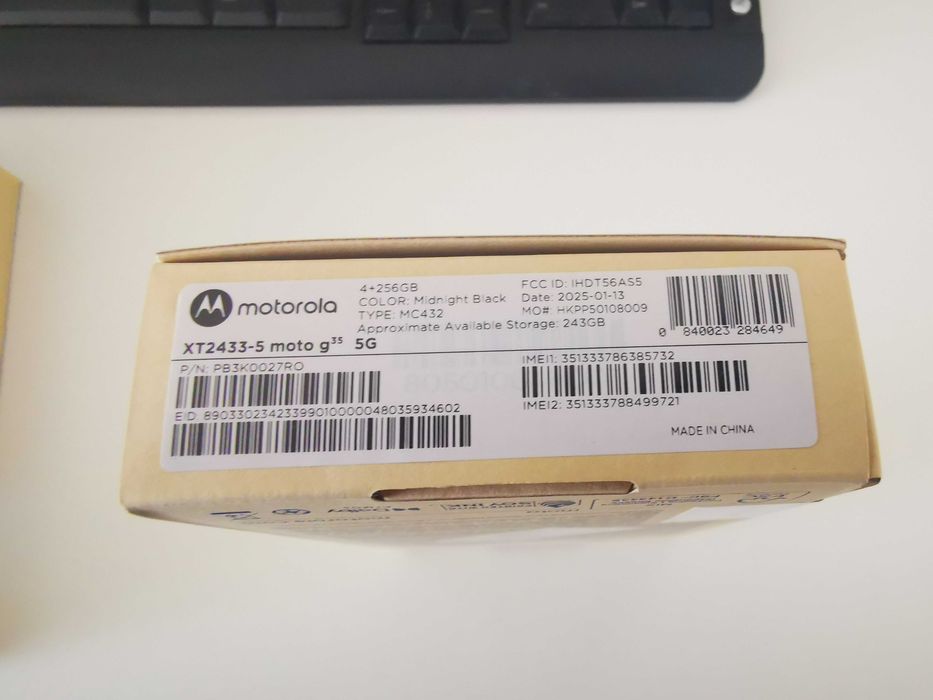 motorola
4+256GB
COLOR: Midnight Black
TYPE: MC432
Approximate Available Storage: 243GB
FCC ID: IHDT56AS5
Date: 2025-01-13
MO#: HKPP50108009
0 840023 284649
XT2433-5 moto g35 5G
P/N: PB3K0027RO
IMEI1: 351333786385732
EID: 89033023423399010000048035934602
IMEI2: 351333788499721
MADE IN CHINA